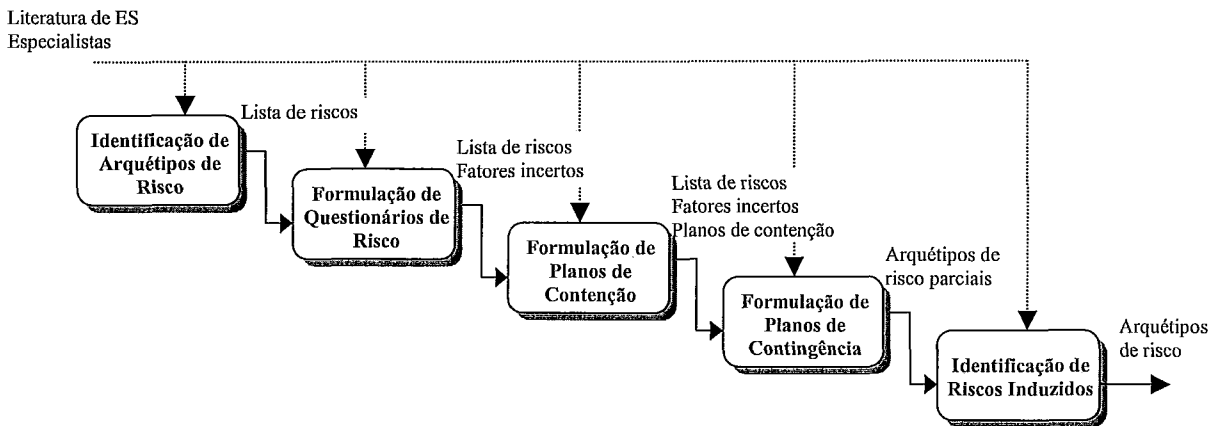 Literatura de ES
Especialistas
Identificação de
Arquétipos de
Risco
Lista de riscos
Formulação de
Questionários de
Risco
Lista de riscos
Fatores incertos
Formulação de
Planos de
Contenção
Lista de riscos
Fatores incertos
Planos de contenção
Formulação de
Planos de
Contingência
Arquétipos de
risco parciais
Identificação de
Riscos Induzidos
Arquétipos
de risco